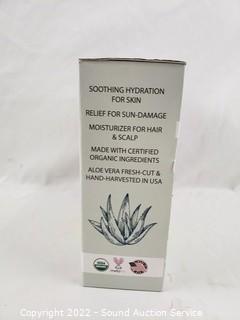 SOOTHING HYDRATION
FOR SKIN
RELIEF FOR SUN-DAMAGE
MOISTURIZER FOR HAIR
& SCALP
MADE WITH CERTIFIED
ORGANIC INGREDIENTS
ALOE VERA FRESH-CUT &
HAND-HARVESTED IN USA
USDA
Copyright 2022 - Sound Auction Service